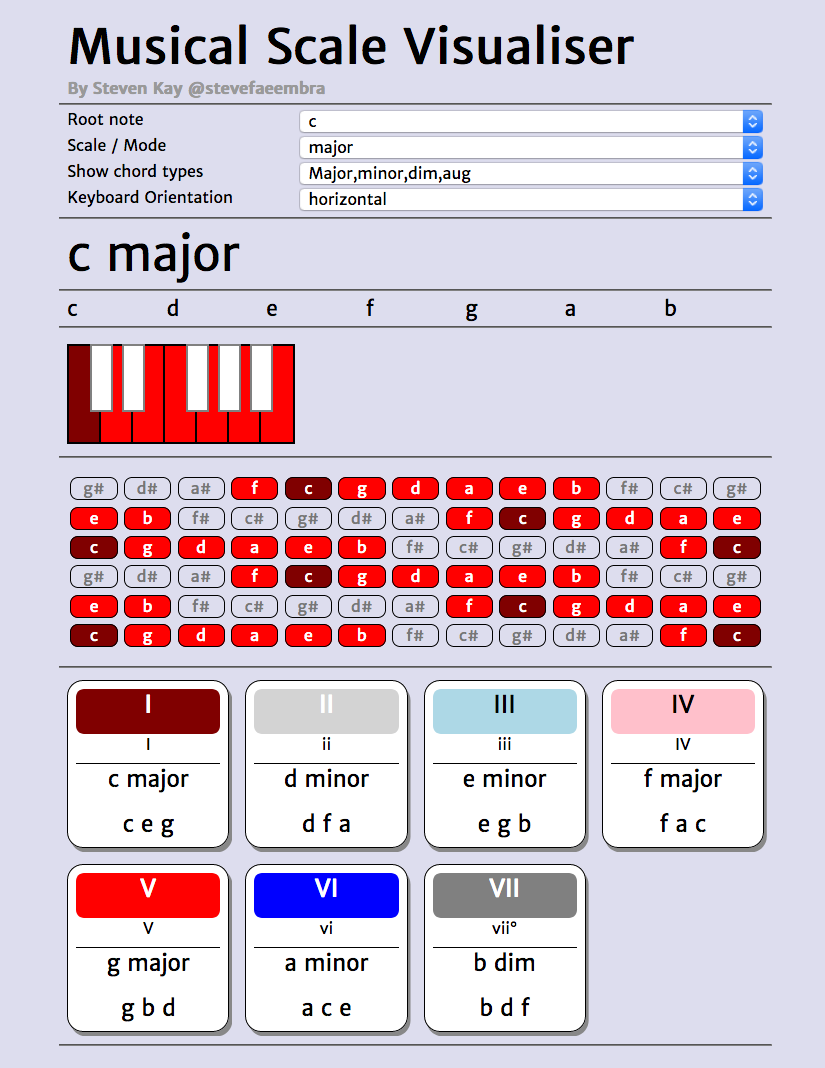 Musical Scale Visualiser
By Steven Kay @stevefaeembra
Root note c
Scale / Mode major
Show chord types Major,minor,dim,aug
Keyboard Orientation horizontal
c major
c d e f g a b
g# d# a# f c g d a e b f# c# g#
e b f# c# g# d# a# f c g d a e
c g d a e b f# c# g# d# a# f c
g# d# a# f c g d a e b f# c# g#
e b f# c# g# d# a# f c g d a e
c g d a e b f# c# g# d# a# f c
I II III IV
I ii iii IV
c major d minor e minor f major
c e g d f a e g b f a c
V VI VII
V vi vii°
g major a minor b dim
g b d a c e b d f